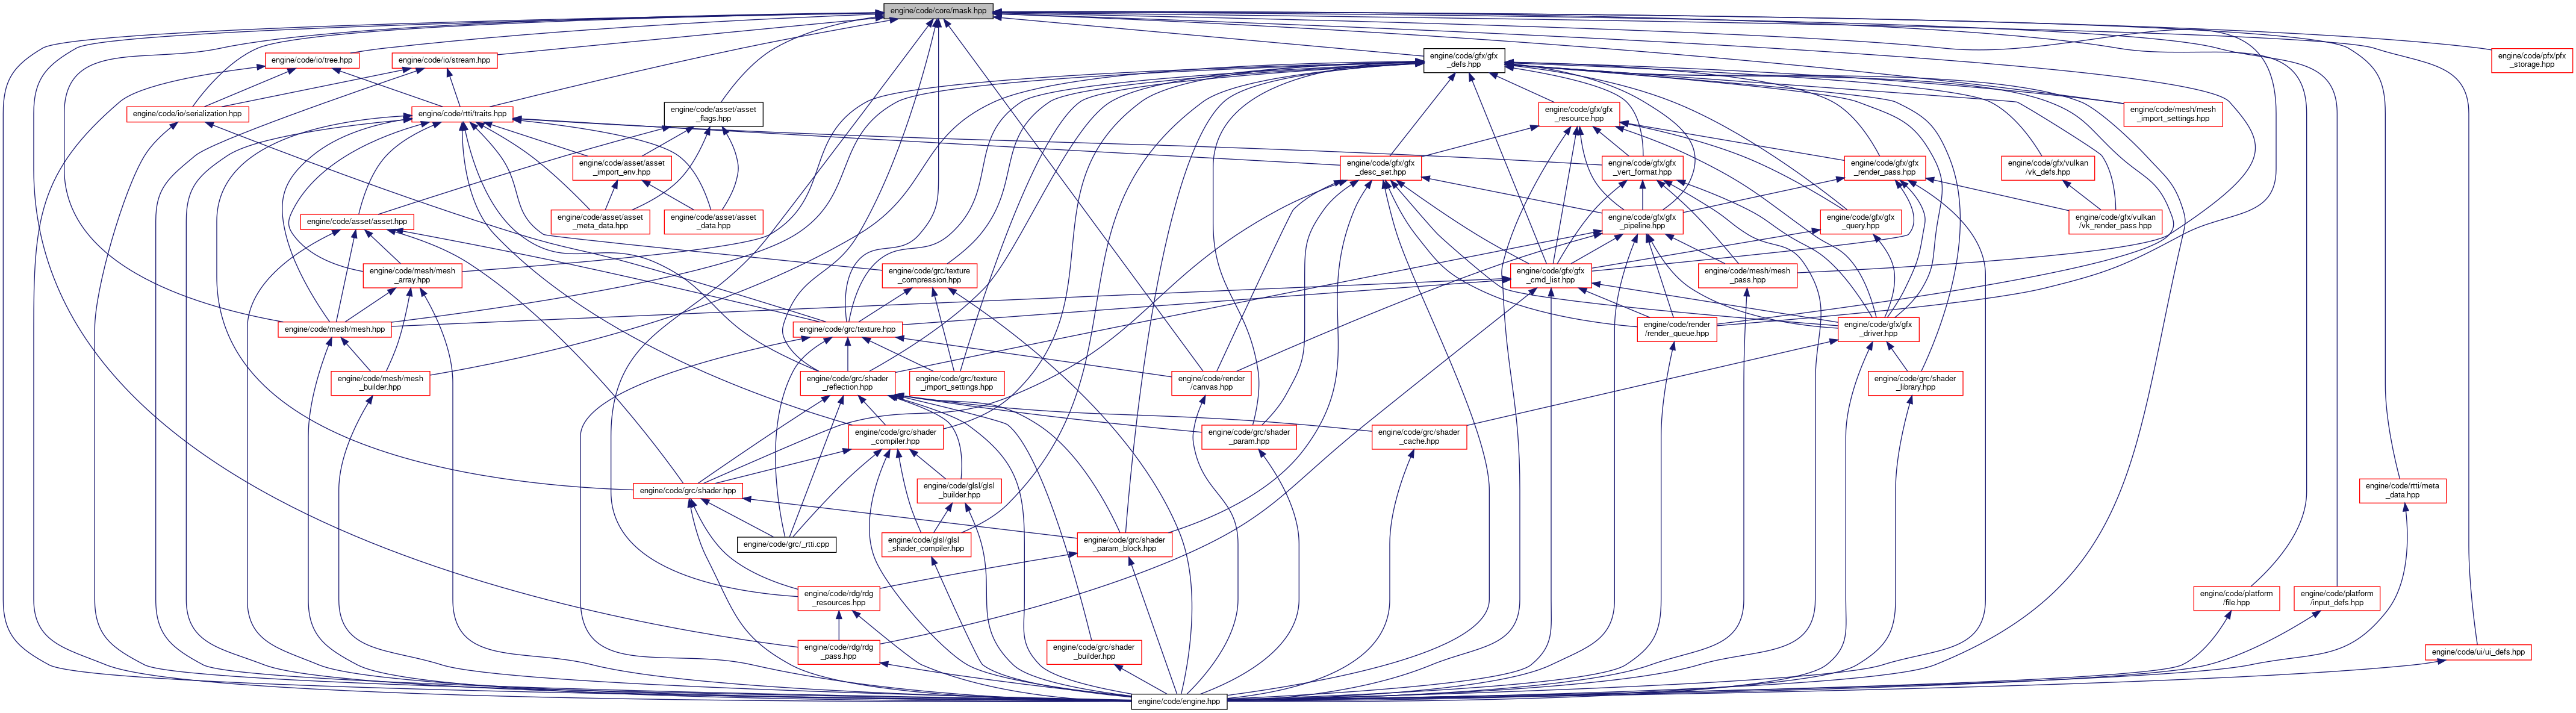 engine/code/core/mask.hpp
engine/code/io/tree.hpp
engine/code/io/stream.hpp
engine/code/gfx/gfx
_defs.hpp
engine/code/pfx/pfx
_storage.hpp
engine/code/io/serialization.hpp
engine/code/rtti/traits.hpp
engine/code/asset/asset
_flags.hpp
engine/code/gfx/gfx
_resource.hpp
engine/code/mesh/mesh
_import_settings.hpp
engine/code/asset/asset
_import_env.hpp
engine/code/gfx/gfx
_desc_set.hpp
engine/code/gfx/gfx
_vert_format.hpp
engine/code/gfx/gfx
_render_pass.hpp
engine/code/gfx/vulkan
/vk_defs.hpp
engine/code/asset/asset.hpp
engine/code/asset/asset
_meta_data.hpp
engine/code/asset/asset
_data.hpp
engine/code/gfx/gfx
_pipeline.hpp
engine/code/gfx/gfx
_query.hpp
engine/code/gfx/vulkan
/vk_render_pass.hpp
engine/code/mesh/mesh
_array.hpp
engine/code/grc/texture
_compression.hpp
engine/code/gfx/gfx
_cmd_list.hpp
engine/code/mesh/mesh
_pass.hpp
engine/code/mesh/mesh.hpp
engine/code/grc/texture.hpp
engine/code/render
/render_queue.hpp
engine/code/gfx/gfx
_driver.hpp
engine/code/mesh/mesh
_builder.hpp
engine/code/grc/shader
_reflection.hpp
engine/code/grc/texture
_import_settings.hpp
engine/code/render
/canvas.hpp
engine/code/grc/shader
_library.hpp
engine/code/grc/shader
_compiler.hpp
engine/code/grc/shader
_param.hpp
engine/code/grc/shader
_cache.hpp
engine/code/grc/shader.hpp
engine/code/glsl/glsl
_builder.hpp
engine/code/rtti/meta
_data.hpp
engine/code/grc/_rtti.cpp
engine/code/glsl/glsl
_shader_compiler.hpp
engine/code/grc/shader
_param_block.hpp
engine/code/rdg/rdg
_resources.hpp
engine/code/platform
/file.hpp
engine/code/platform
/input_defs.hpp
engine/code/rdg/rdg
_pass.hpp
engine/code/grc/shader
_builder.hpp
engine/code/ui/ui_defs.hpp
engine/code/engine.hpp